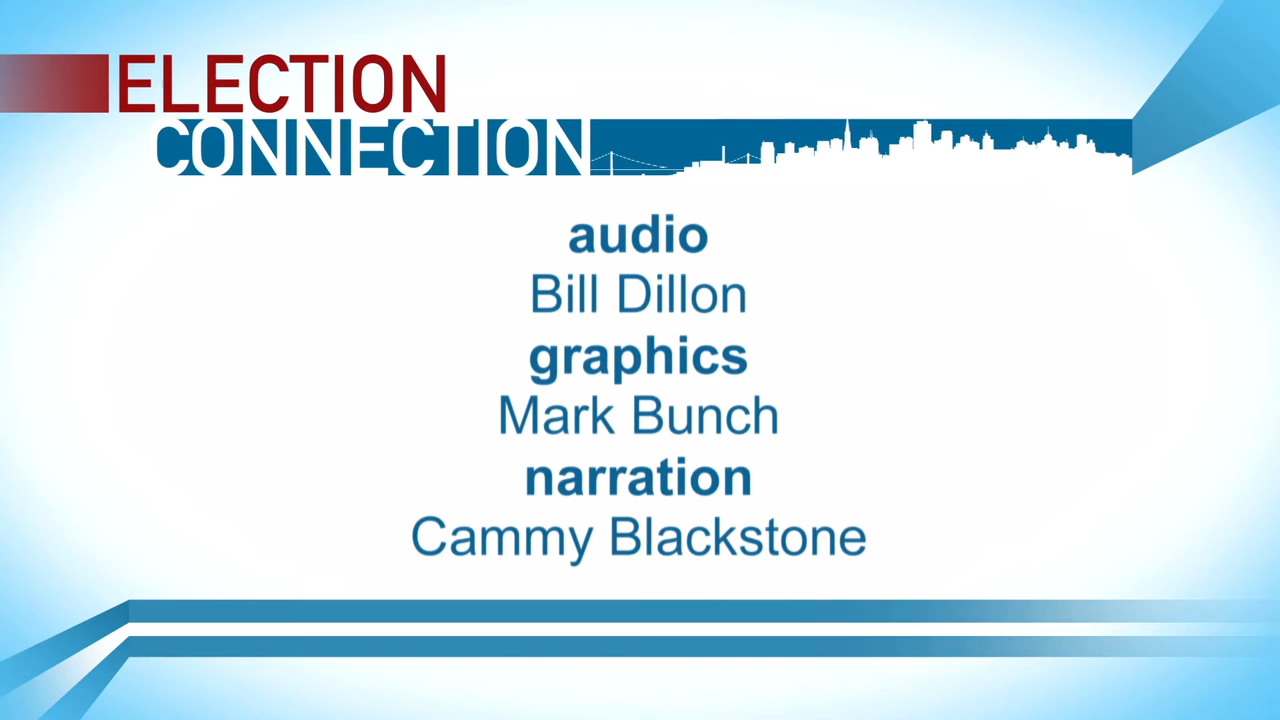 ELECTION
CONNECTION
audio
Bill Dillon
graphics
Mark Bunch
narration
Cammy Blackstone